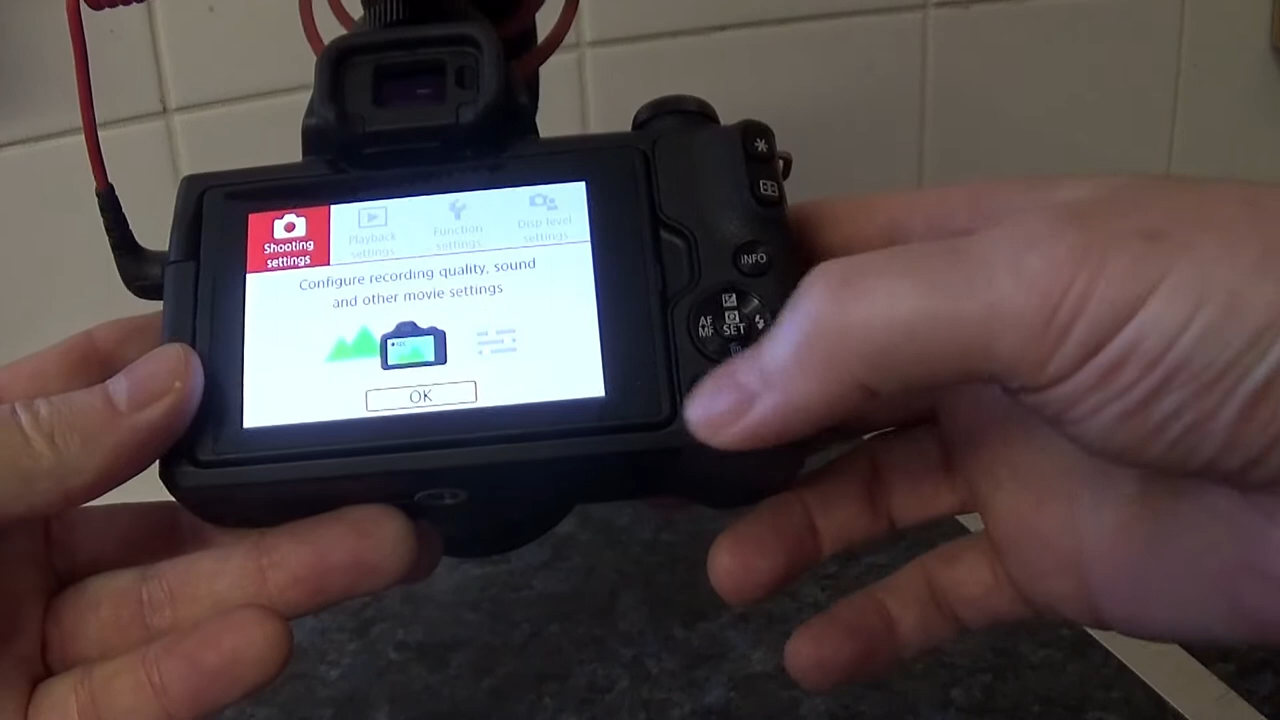 Shooting
settings
Playback
settings
Function
settings
Disp level
settings
Configure recording quality, sound
and other movie settings
OK
INFO
AF
MF
SET